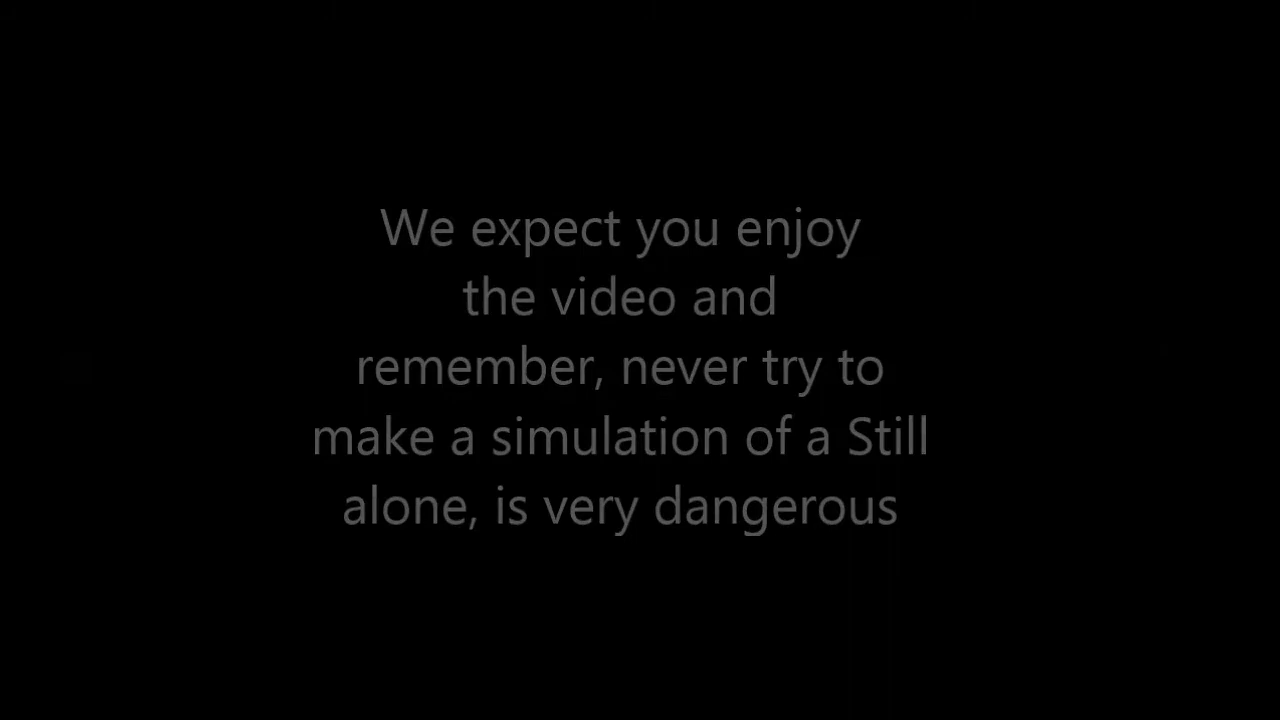 We expect you enjoy
the video and
remember, never try to
make a simulation of a Still
alone, is very dangerous